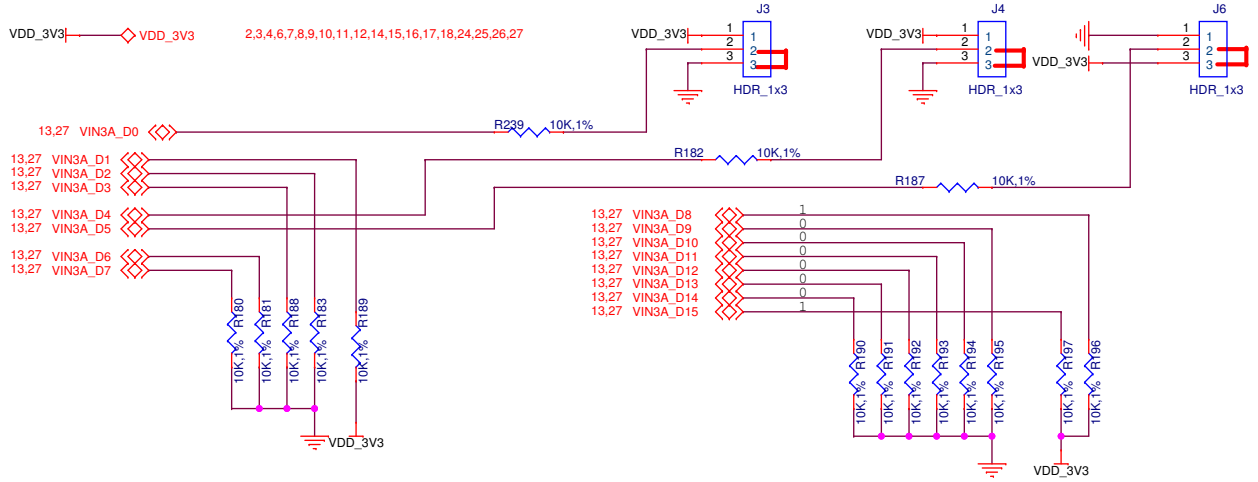 J3
J4
J6
VDD_3V3
VDD_3V3
2,3,4,6,7,8,9,10,11,12,14,15,16,17,18,24,25,26,27
VDD_3V3
1
2
3
1
2
3
HDR_1x3
VDD_3V3
1
2
3
1
2
3
HDR_1x3
VDD_3V3
1
2
3
1
2
3
HDR_1x3
13,27 VIN3A_D0
R239 10K,1%
13,27 VIN3A_D1
13,27 VIN3A_D2
13,27 VIN3A_D3
13,27 VIN3A_D4
13,27 VIN3A_D5
13,27 VIN3A_D6
13,27 VIN3A_D7
R182 10K,1%
R187 10K,1%
13,27 VIN3A_D8 1
13,27 VIN3A_D9 0
13,27 VIN3A_D10 0
13,27 VIN3A_D11 0
13,27 VIN3A_D12 0
13,27 VIN3A_D13 0
13,27 VIN3A_D14 0
13,27 VIN3A_D15 1
R180 10K,1%
R181 10K,1%
R188 10K,1%
R183 10K,1%
R189 10K,1%
VDD_3V3
R190 10K,1%
R191 10K,1%
R192 10K,1%
R193 10K,1%
R194 10K,1%
R195 10K,1%
R197 10K,1%
R196 10K,1%
VDD_3V3